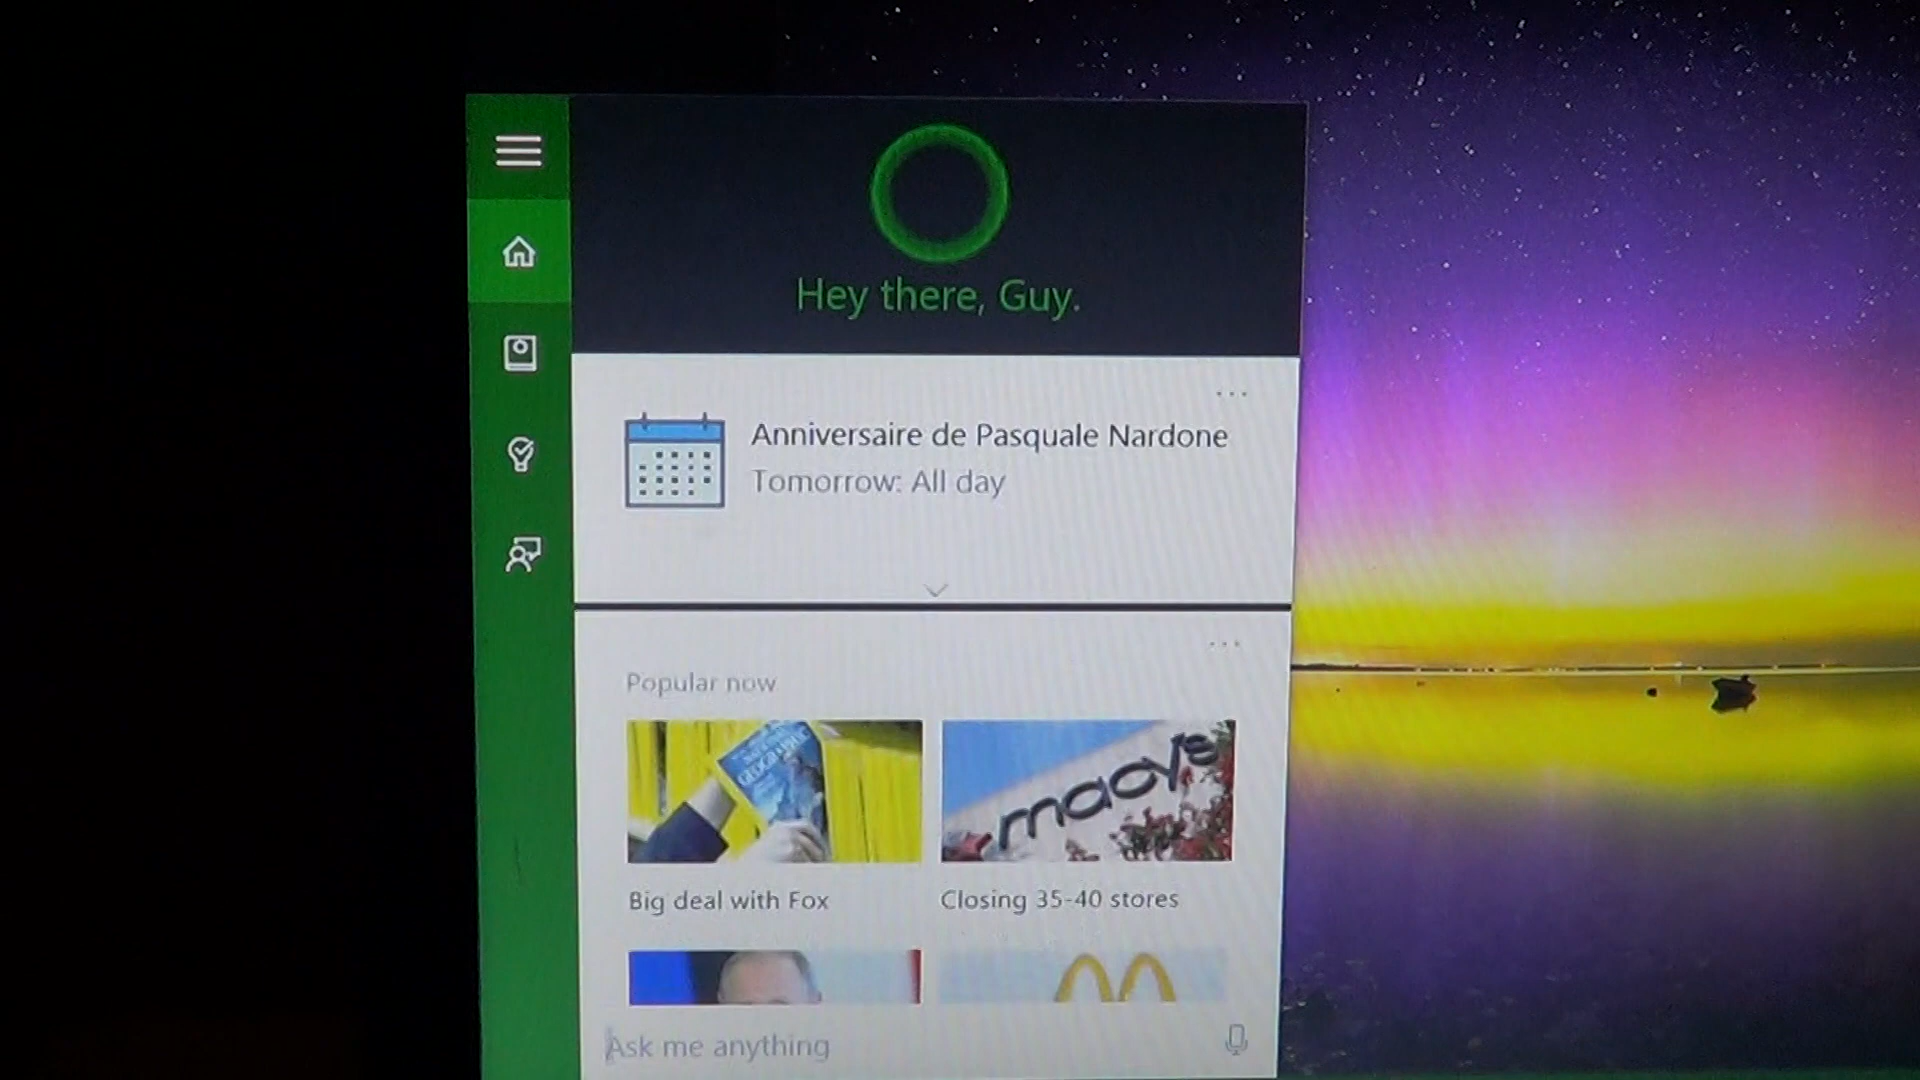 Hey there, Guy.
Anniversaire de Pasquale Nardone
Tomorrow: All day
Popular now
GEOGRAPHIC
macy's
Big deal with Fox
Closing 35-40 stores
Ask me anything